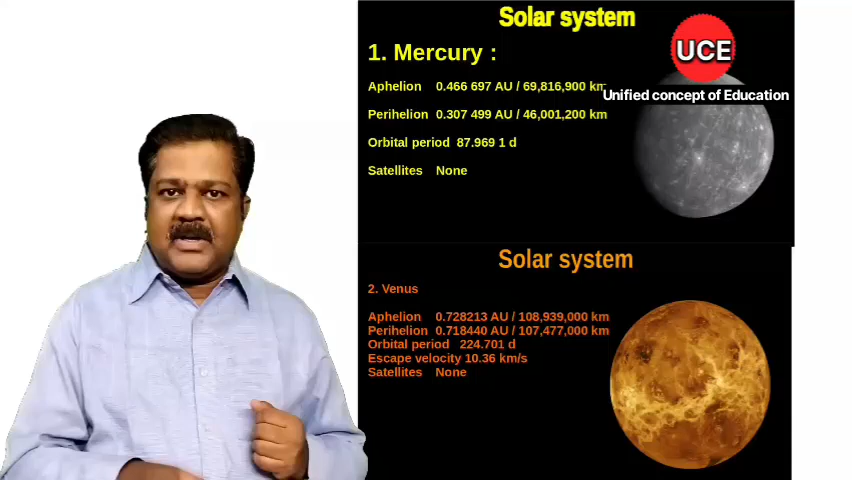 Solar system
UCE
Unified concept of Education
1. Mercury :
Aphelion 0.466 697 AU / 69,816,900 km
Perihelion 0.307 499 AU / 46,001,200 km
Orbital period 87.969 1 d
Satellites None
Solar system
2. Venus
Aphelion 0.728213 AU / 108,939,000 km
Perihelion 0.718440 AU / 107,477,000 km
Orbital period 224.701 d
Escape velocity 10.36 km/s
Satellites None